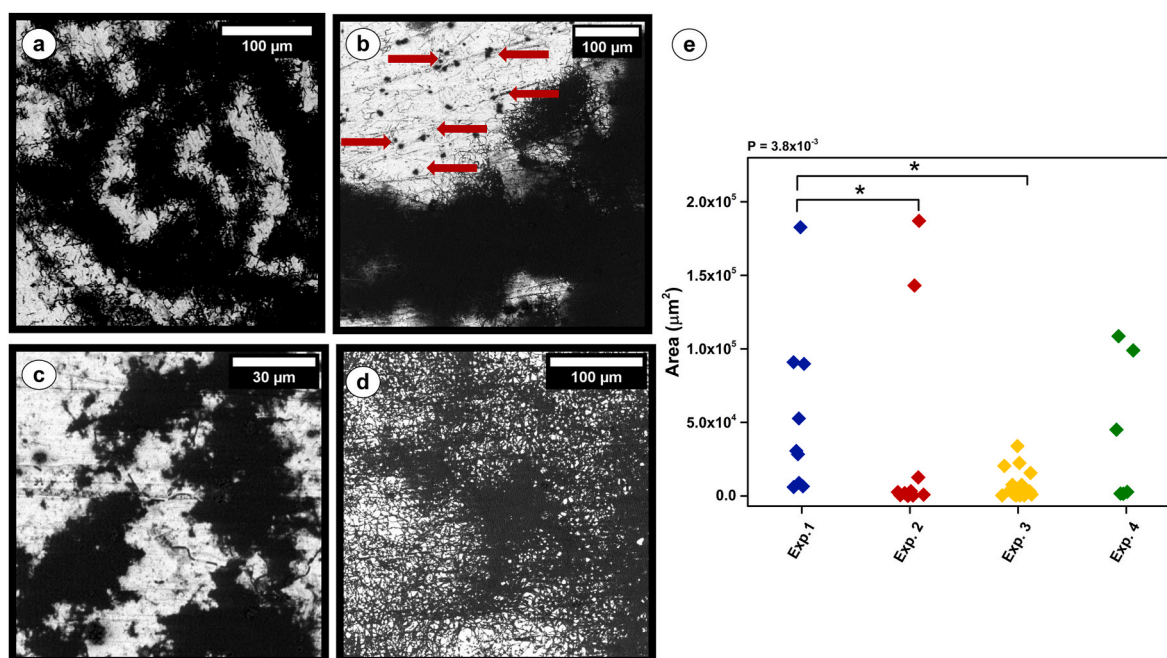 a
100 µm
b
100 µm
c
30 µm
d
100 µm
e
P = 3.8x10⁻³
*
*
Area (µm²)
2.0x10⁵
1.5x10⁵
1.0x10⁵
5.0x10⁴
0.0
Exp. 1
Exp. 2
Exp. 3
Exp. 4